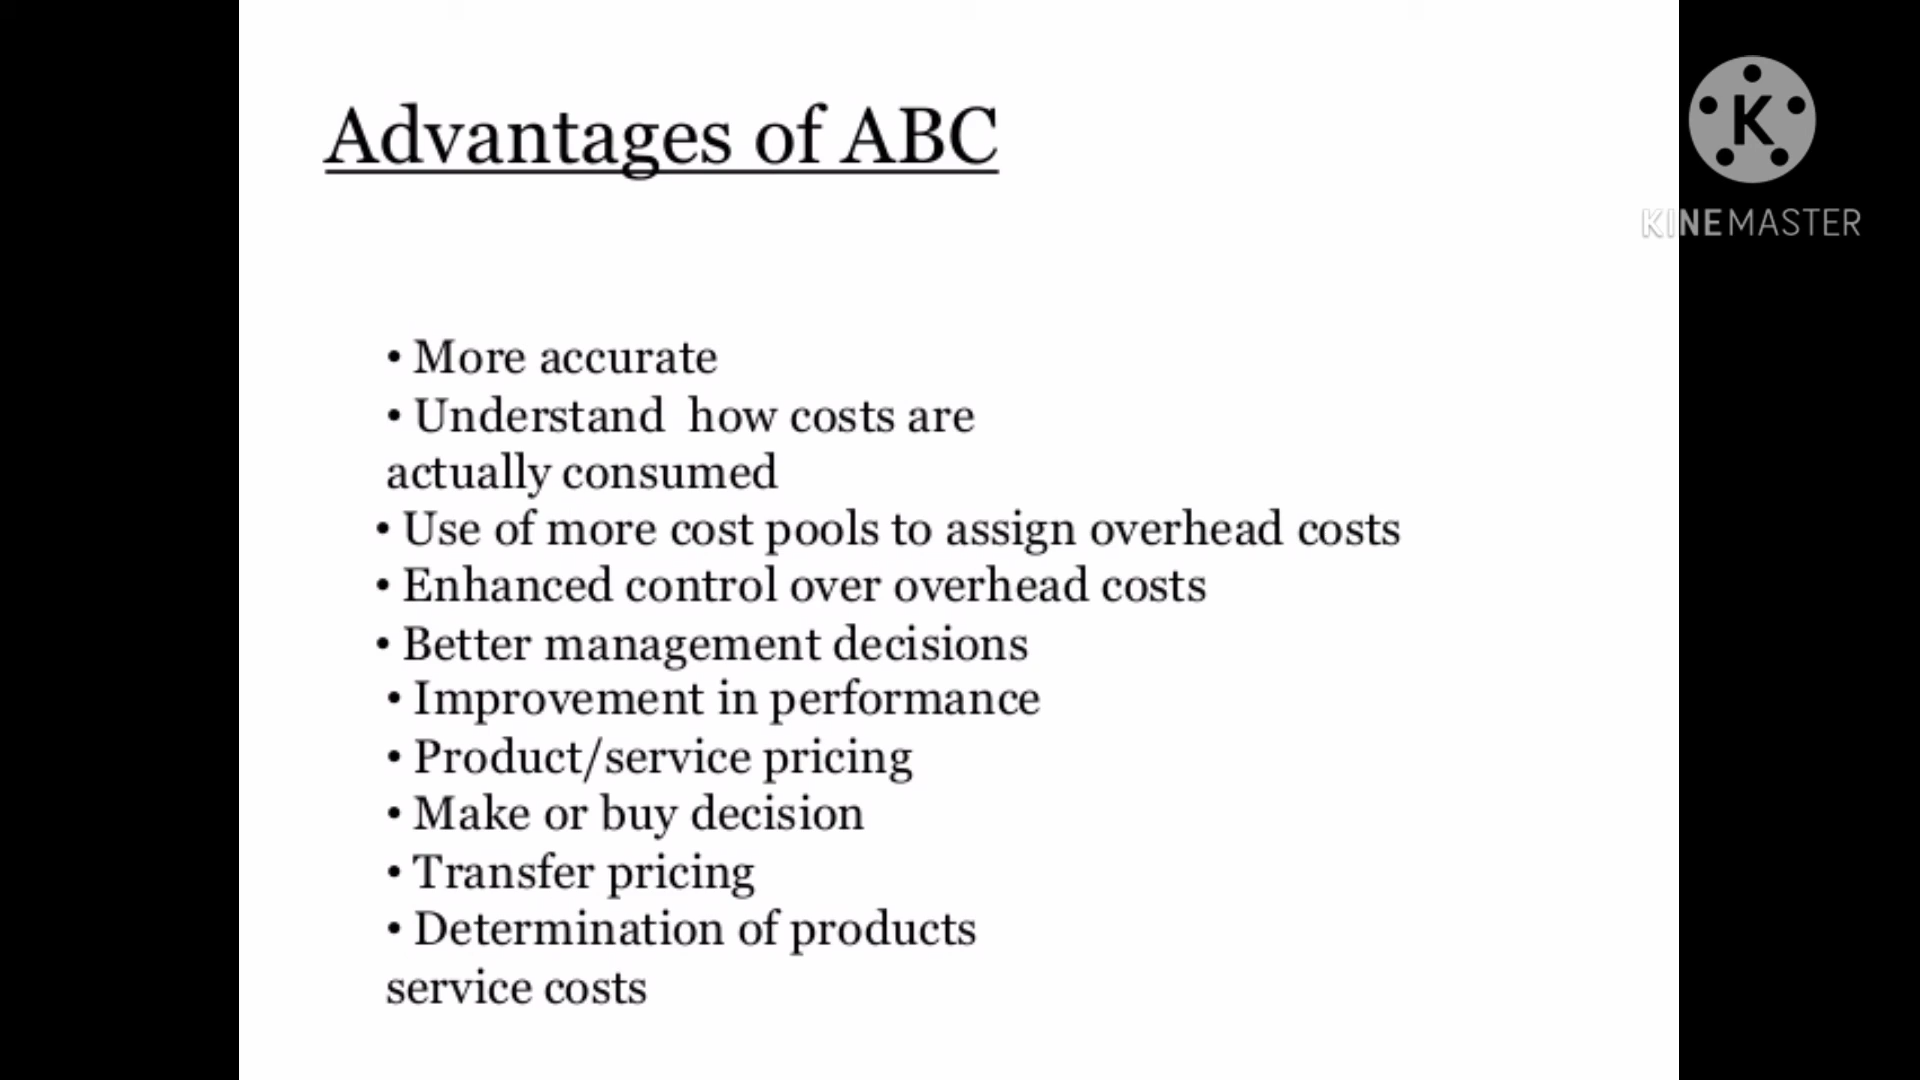 Advantages of ABC
K
KINEMASTER
• More accurate
• Understand how costs are
actually consumed
• Use of more cost pools to assign overhead costs
• Enhanced control over overhead costs
• Better management decisions
• Improvement in performance
• Product/service pricing
• Make or buy decision
• Transfer pricing
• Determination of products
service costs